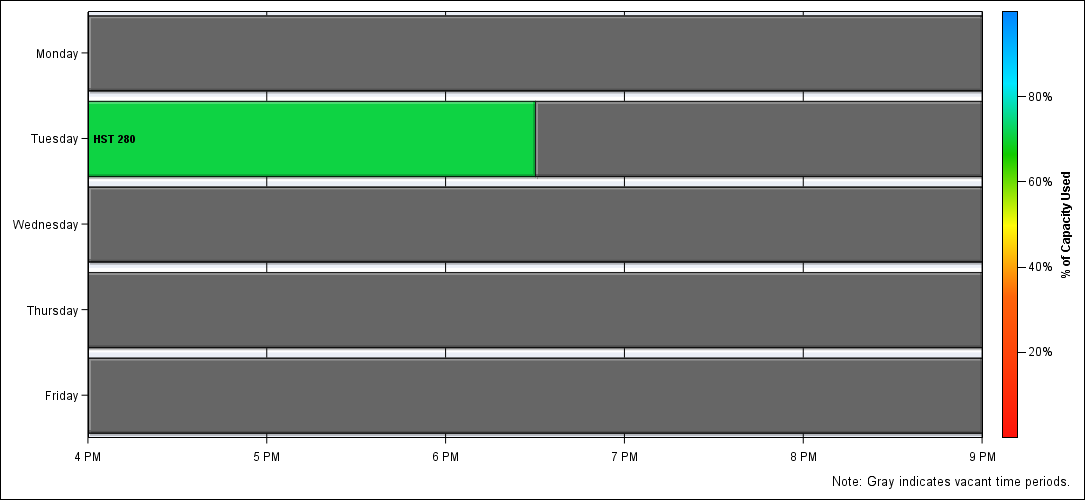 Monday
Tuesday
HST 280
Wednesday
Thursday
Friday
4 PM
5 PM
6 PM
7 PM
8 PM
9 PM
80%
60%
40%
20%
% of Capacity Used
Note: Gray indicates vacant time periods.